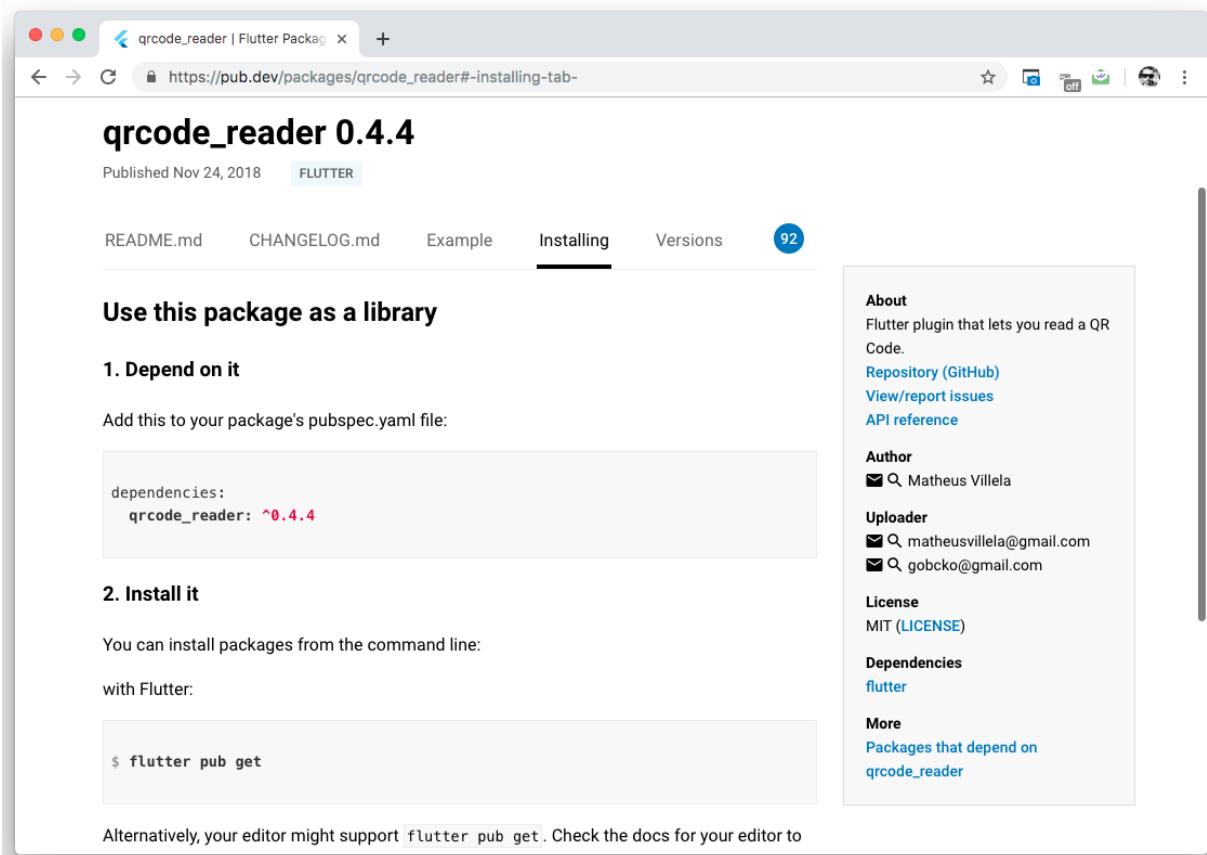 qrcode_reader | Flutter Packag
https://pub.dev/packages/qrcode_reader#-installing-tab-
off
qrcode_reader 0.4.4
Published Nov 24, 2018 FLUTTER
README.md CHANGELOG.md Example Installing Versions 92
Use this package as a library
1. Depend on it
Add this to your package's pubspec.yaml file:
dependencies:
qrcode_reader: ^0.4.4
2. Install it
You can install packages from the command line:
with Flutter:
$ flutter pub get
Alternatively, your editor might support flutter pub get. Check the docs for your editor to
About
Flutter plugin that lets you read a QR
Code.
Repository (GitHub)
View/report issues
API reference
Author
Matheus Villela
Uploader
matheusvillela@gmail.com
gobcko@gmail.com
License
MIT (LICENSE)
Dependencies
flutter
More
Packages that depend on
qrcode_reader